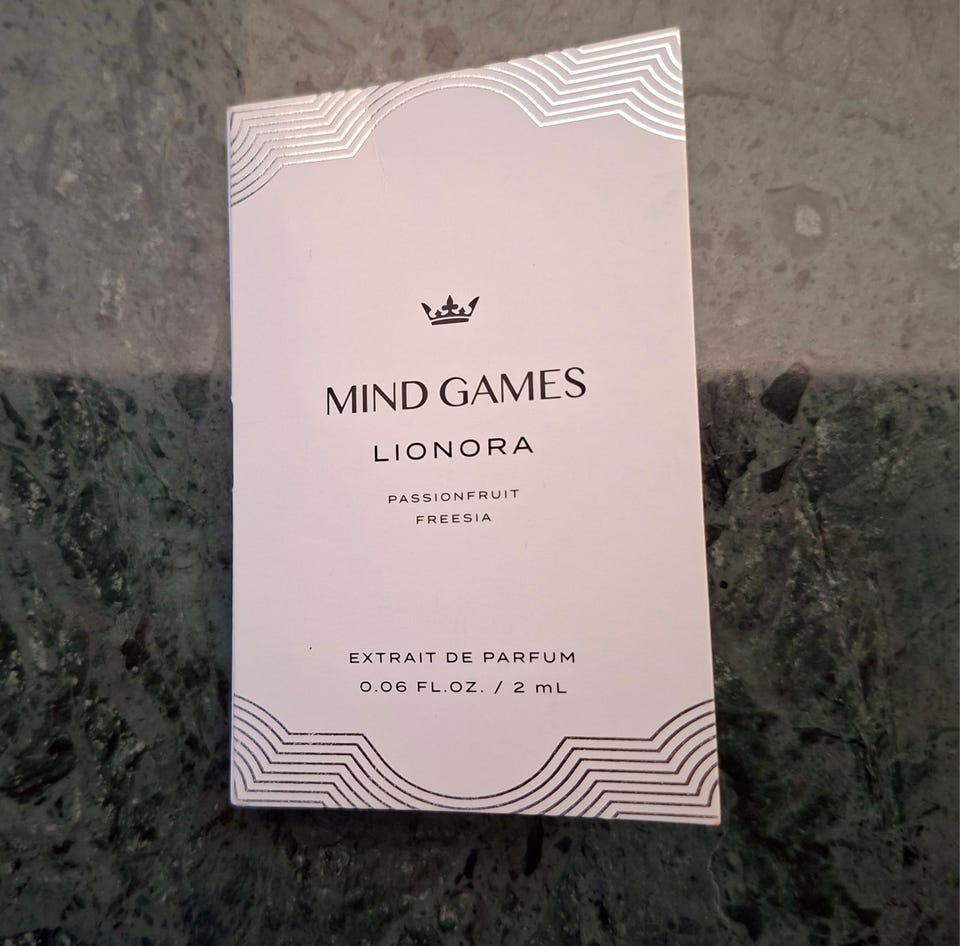 MIND GAMES
LIONORA
PASSIONFRUIT
FREESIA
EXTRAIT DE PARFUM
0.06 FL.OZ. / 2 mL